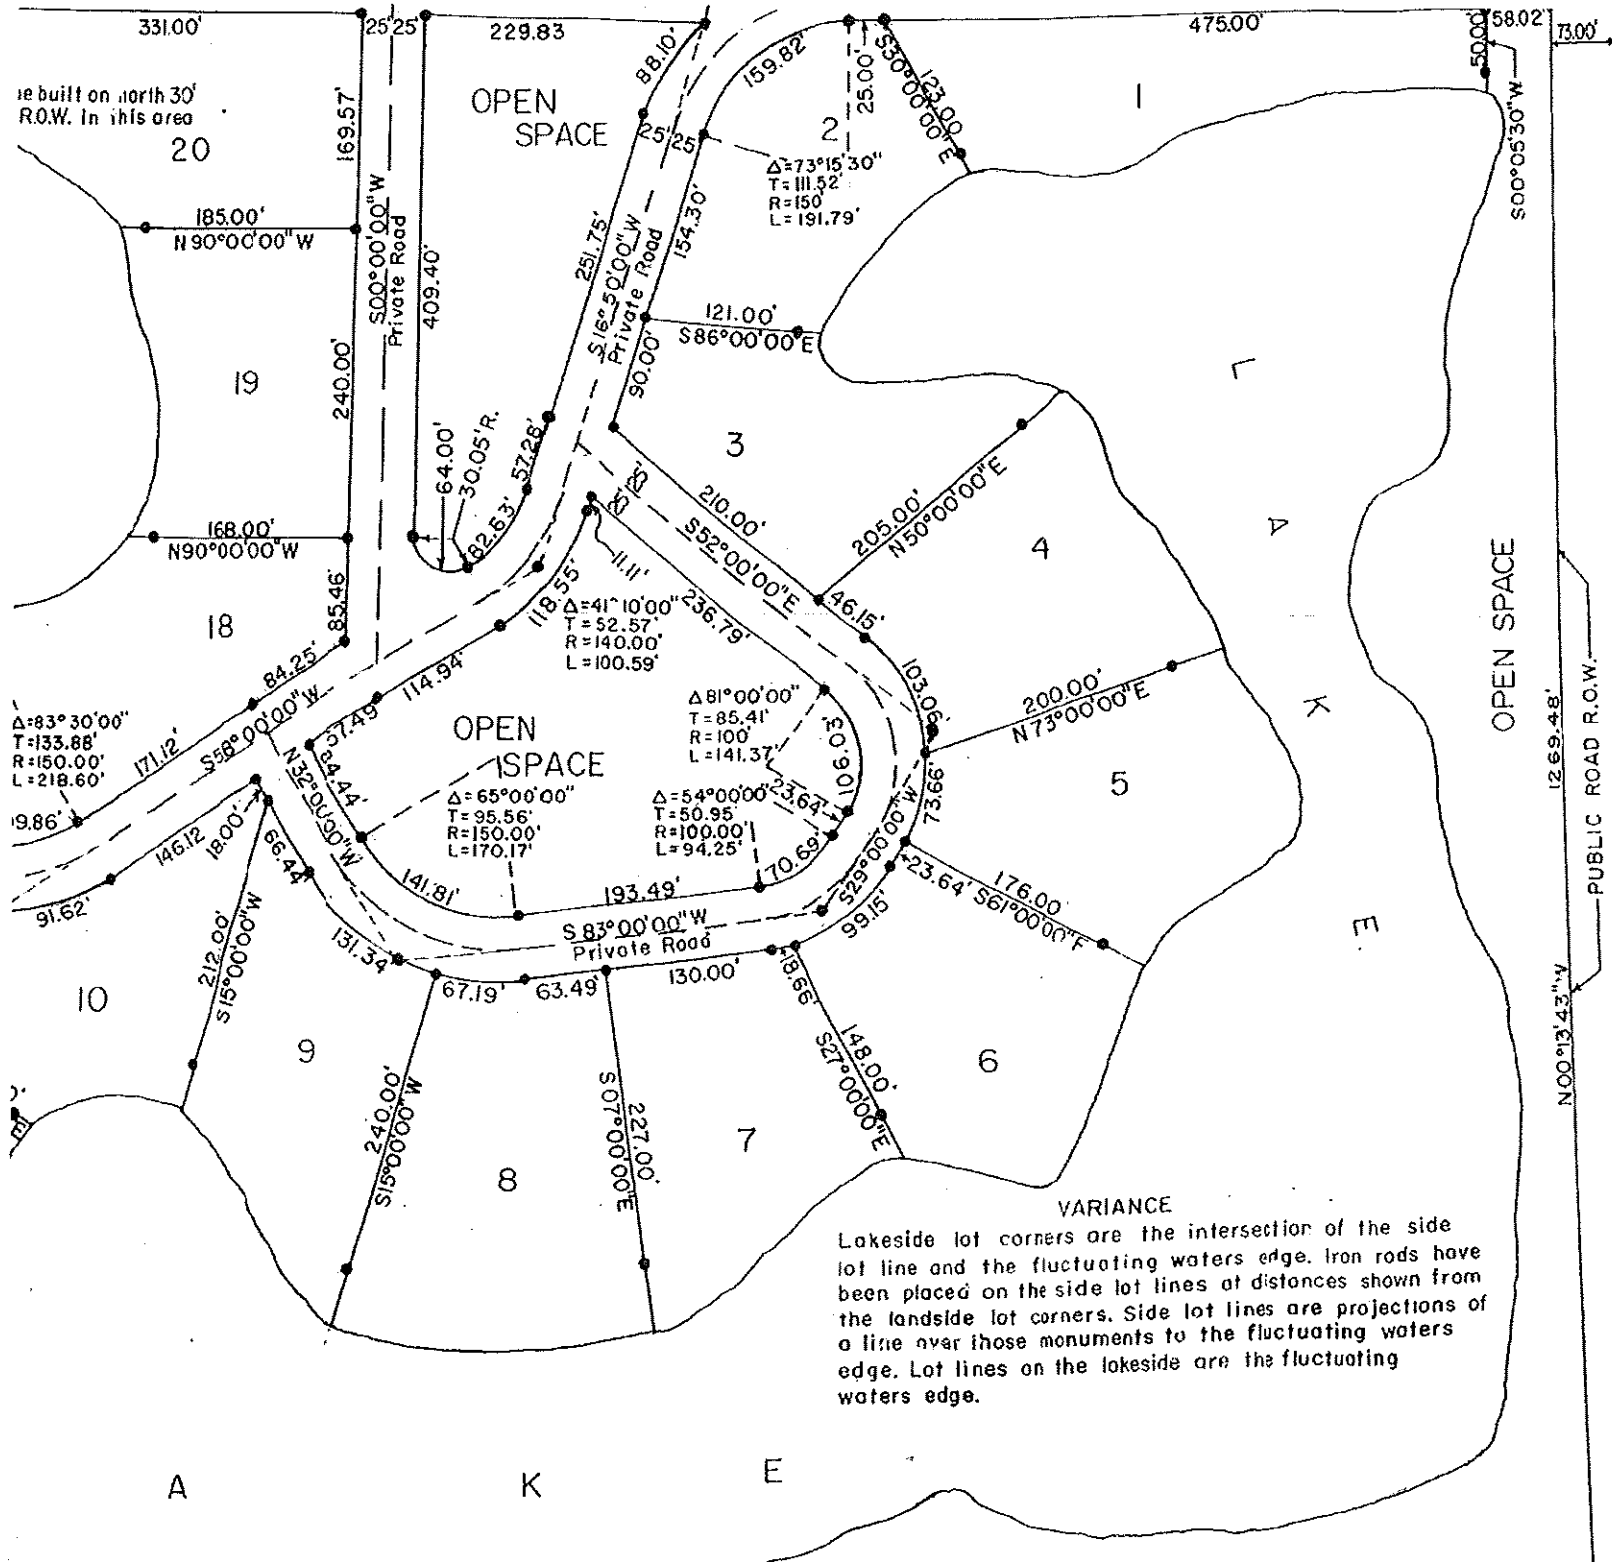 331.00'
25'
25'
229.83
475.00'
58.02'
73.00'
50.00'
S00°05'30"W
88.10'
159.82'
25.00'
123.00
S30°00'00"E
1
built on north 30'
R.O.W. In this area
20
169.57'
OPEN
SPACE
25'
25'
2
Δ=73°15'30"
T=111.52'
R=150'
L=191.79'
185.00'
N90°00'00"W
S00°00'00"W
Private Road
409.40'
251.75'
S16°50'00"W
Private Road
154.30'
121.00'
S86°00'00"E
90.00'
19
240.00'
3
L
A
K
E
64.00'
30.05'R.
57.28'
82.63'
25'
25'
210.00'
S52°00'00"E
205.00'
N50°00'00"E
4
168.00'
N90°00'00"W
11.11'
118.55'
236.79'
46.15'
OPEN SPACE
18
85.46'
Δ=41°10'00"
T=52.57'
R=140.00'
L=100.59'
103.06'
200.00'
N73°00'00"E
84.25'
114.94'
57.49'
Δ81°00'00"
T=85.41'
R=100'
L=141.37'
1269.48'
PUBLIC ROAD R.O.W.
Δ=83°30'00"
T=133.88'
R=150.00'
L=218.60'
171.12'
S58°00'00"W
OPEN
SPACE
106.03'
5
84.44'
N32°00'00"W
Δ=65°00'00"
T=95.56'
R=150.00'
L=170.17'
Δ=54°00'00"
T=50.95'
R=100.00'
L=94.25'
23.64'
73.66'
9.86'
146.12
18.00'
66.44'
70.69'
S29°00'00"W
23.64'
176.00'
S61°00'00"E
141.81
193.49'
91.62'
212.00'
S15°00'00"W
131.34'
S 83°00'00"W
Private Road
99.15'
67.19'
63.49'
130.00'
18.66'
10
9
148.00'
S27°00'00"E
6
N00°13'43"W
240.00'
S15°00'00"W
S07°00'00"E
227.00'
7
8
VARIANCE
Lakeside lot corners are the intersection of the side
lot line and the fluctuating waters edge. Iron rods have
been placed on the side lot lines at distances shown from
the landside lot corners. Side lot lines are projections of
a line over those monuments to the fluctuating waters
edge. Lot lines on the lakeside are the fluctuating
waters edge.
A K E